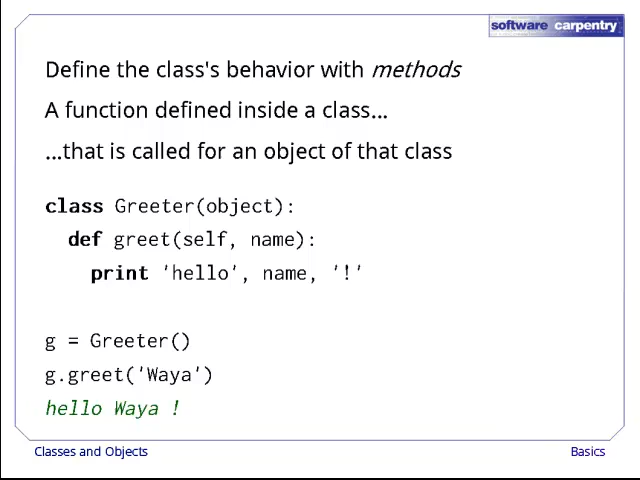 software carpentry
Define the class's behavior with methods
A function defined inside a class...
...that is called for an object of that class
class Greeter(object):
def greet(self, name):
print 'hello', name, '!'
g = Greeter()
g.greet('Waya')
hello Waya !
Classes and Objects
Basics